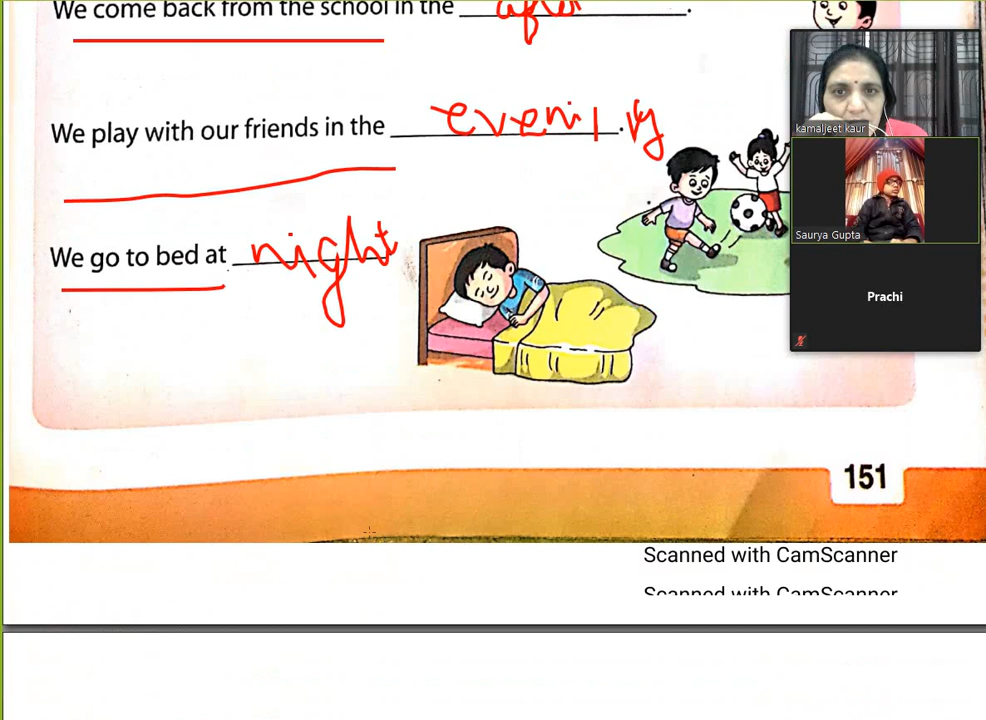 We come back from the school in the after.
kamaljeet kaur
We play with our friends in the evening.
Saurya Gupta
We go to bed at night
Prachi
151
Scanned with CamScanner
Scanned with CamScanner